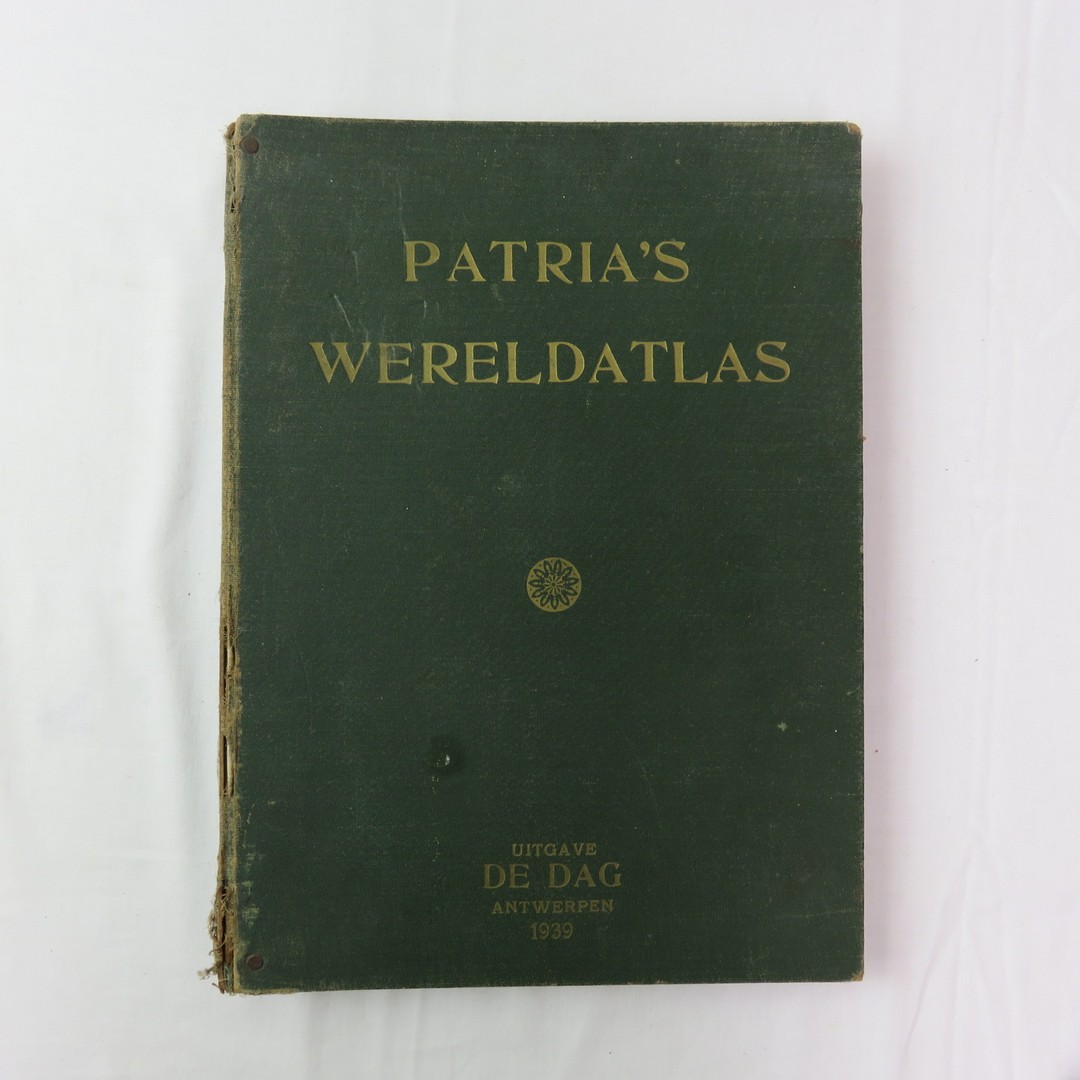 PATRIA'S
WERELDATLAS
UITGAVE
DE DAG
ANTWERPEN
1939